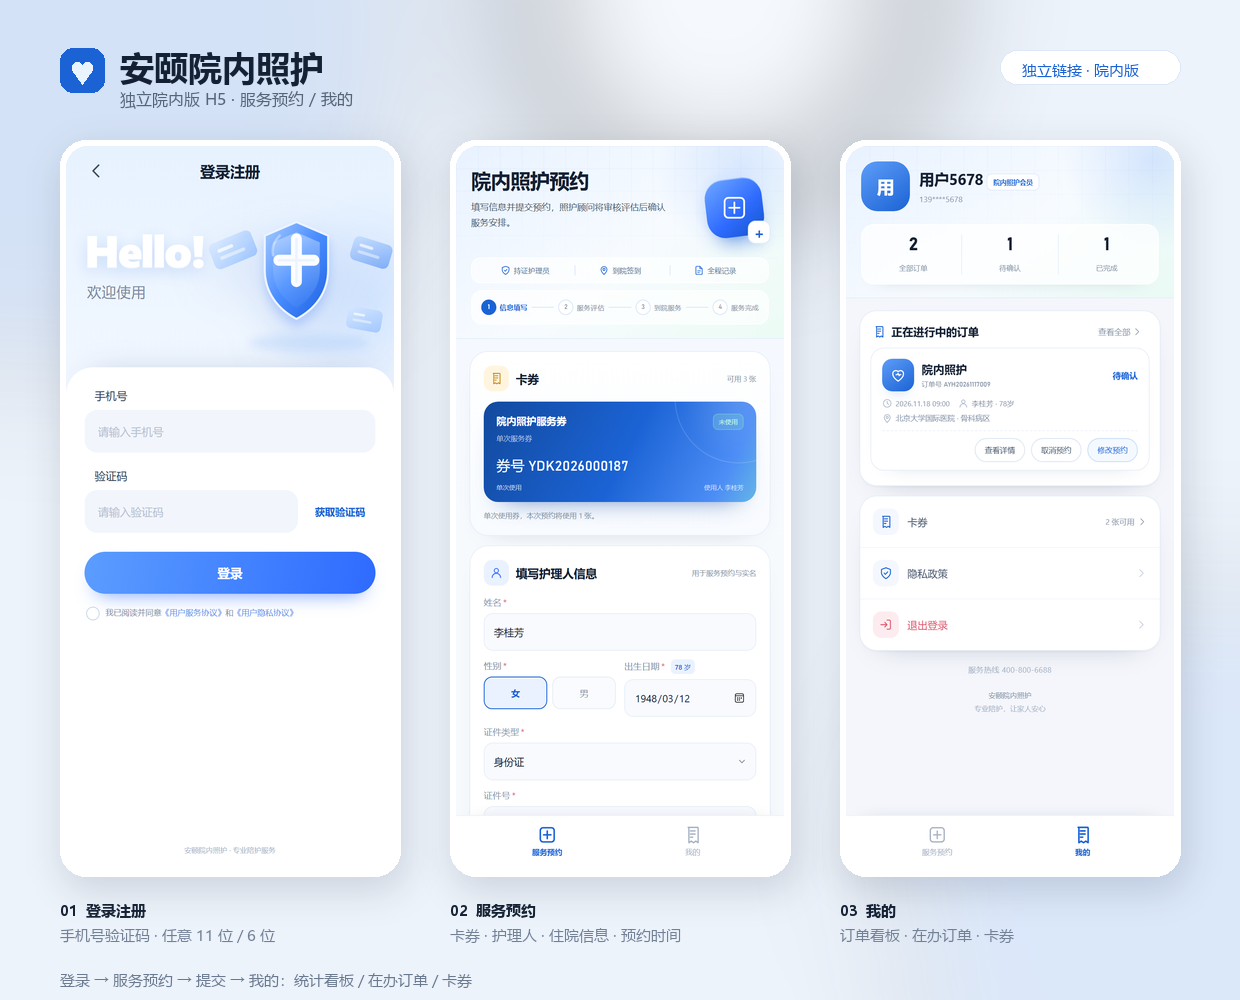 安颐院内照护
独立院内版 H5 · 服务预约 / 我的
独立链接 · 院内版
登录注册
Hello!
欢迎使用
手机号
请输入手机号
验证码
请输入验证码
获取验证码
登录
我已阅读并同意《用户服务协议》和《用户隐私协议》
安颐院内照护 · 专业陪护服务
01 登录注册
手机号验证码 · 任意 11 位 / 6 位
院内照护预约
填写信息并提交预约，照护顾问将审核评估后确认
服务安排。
持证护理员
到院签到
全程记录
1 信息填写
2 服务评估
3 到院服务
4 服务完成
卡券
可用 3 张
院内照护服务券
未使用
单次服务券
券号 YDK2026000187
单次使用
使用人 李桂芳
单次使用券，本次预约将使用 1 张。
填写护理人信息
用于服务预约与实名
姓名 *
李桂芳
性别 *
出生日期 * 78 岁
女
男
1948/03/12
证件类型 *
身份证
证件号 *
服务预约
我的
02 服务预约
卡券 · 护理人 · 住院信息 · 预约时间
用
用户5678 院内照护会员
139****5678
2
1
1
全部订单
待确认
已完成
正在进行中的订单
查看全部
院内照护
订单号 AYH20261117009
待确认
2026.11.18 09:00 李桂芳 · 78岁
北京大学国际医院 · 骨科病区
查看详情
取消预约
修改预约
卡券
2 张可用
隐私政策
退出登录
服务热线 400-800-6688
安颐院内照护
专业陪护，让家人安心
服务预约
我的
03 我的
订单看板 · 在办订单 · 卡券
登录 → 服务预约 → 提交 → 我的：统计看板 / 在办订单 / 卡券